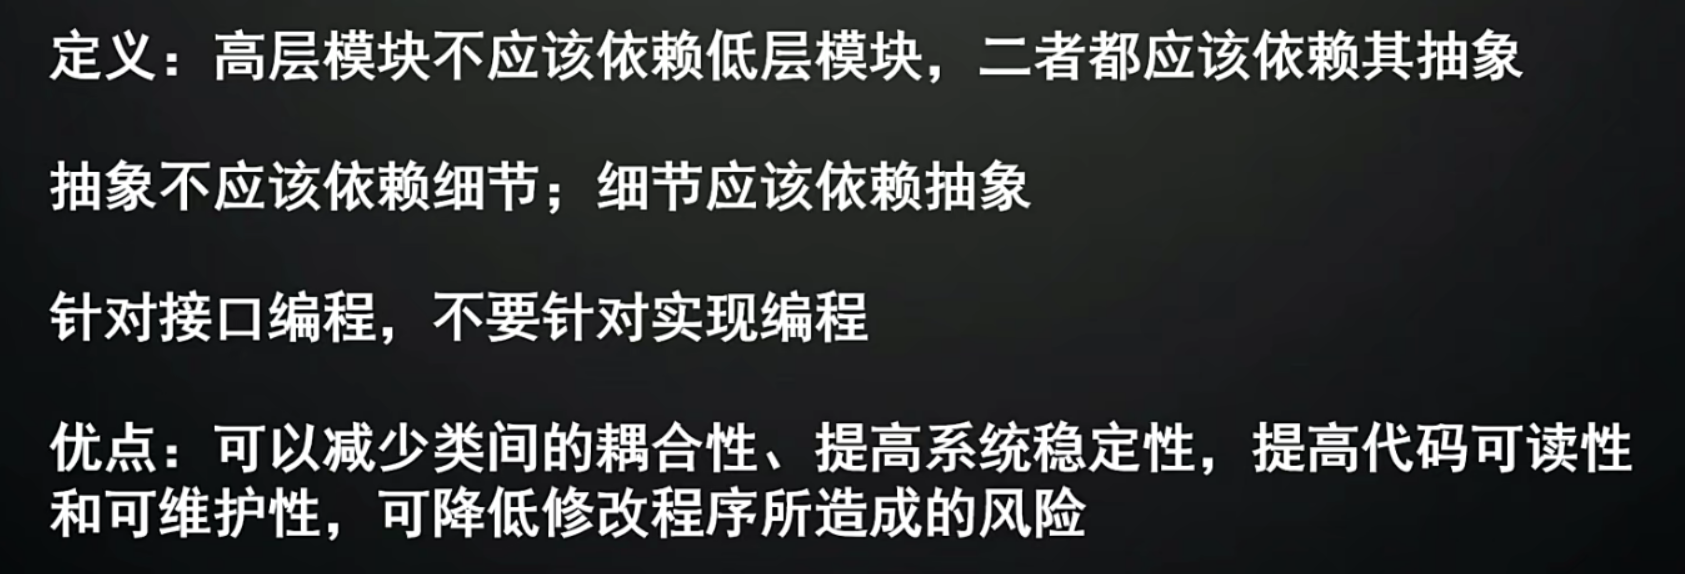 定义：高层模块不应该依赖低层模块，二者都应该依赖其抽象
抽象不应该依赖细节；细节应该依赖抽象
针对接口编程，不要针对实现编程
优点：可以减少类间的耦合性、提高系统稳定性，提高代码可读性
和可维护性，可降低修改程序所造成的风险